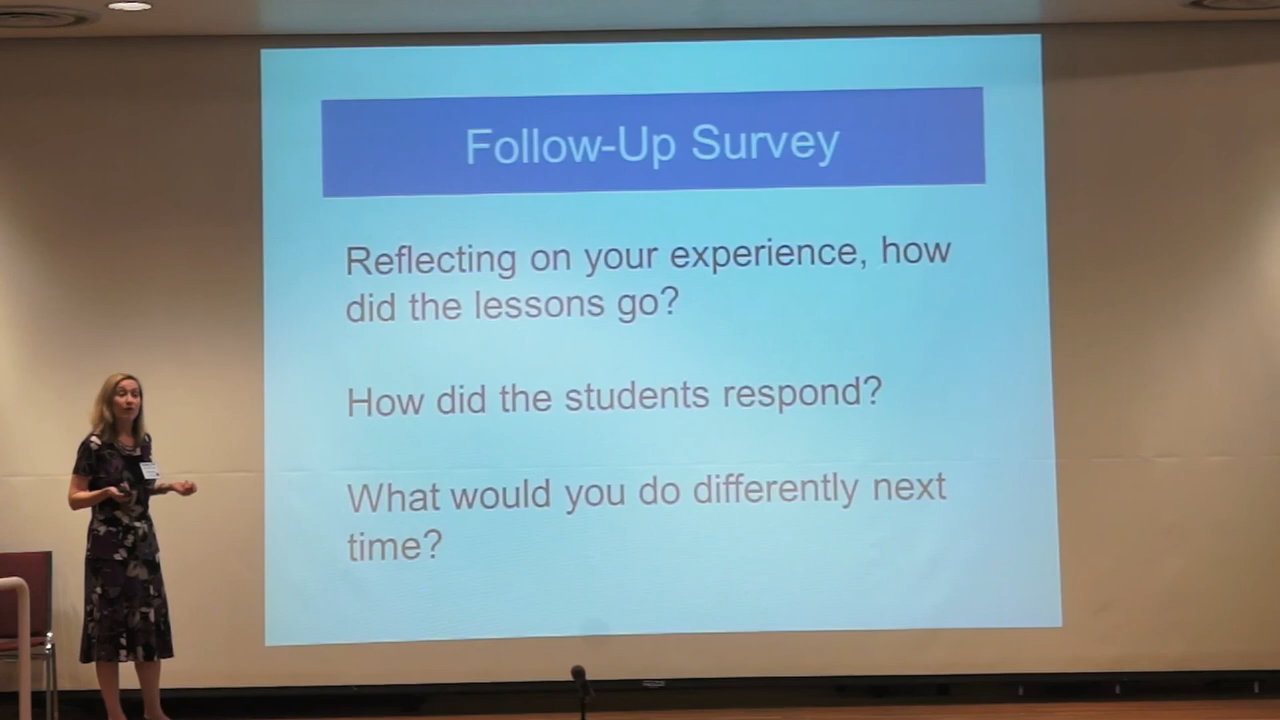 Follow-Up Survey
Reflecting on your experience, how
did the lessons go?
How did the students respond?
What would you do differently next
time?